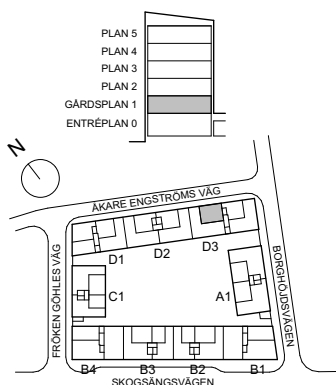 PLAN 5
PLAN 4
PLAN 3
PLAN 2
GÅRDSPLAN 1
ENTRÉPLAN 0
N
ÅKARE ENGSTRÖMS VÄG
FRÖKEN GÖHLES VÄG
BORGHÖJDSVÄGEN
D1
D2
D3
C1
A1
B4
B3
B2
B1
SKOGSÄNGSVÄGEN